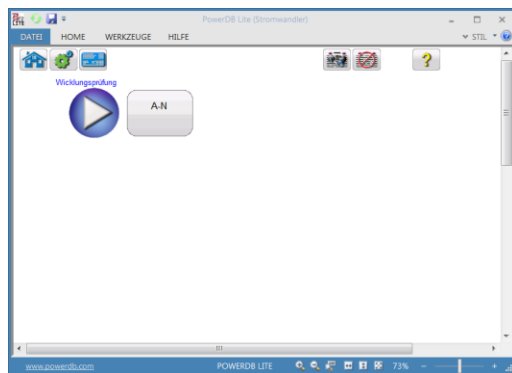 PowerDB Lite (Stromwandler)
DATEI HOME WERKZEUGE HILFE STIL
Wicklungsprüfung
A-N
www.powerdb.com POWERDB LITE 73%